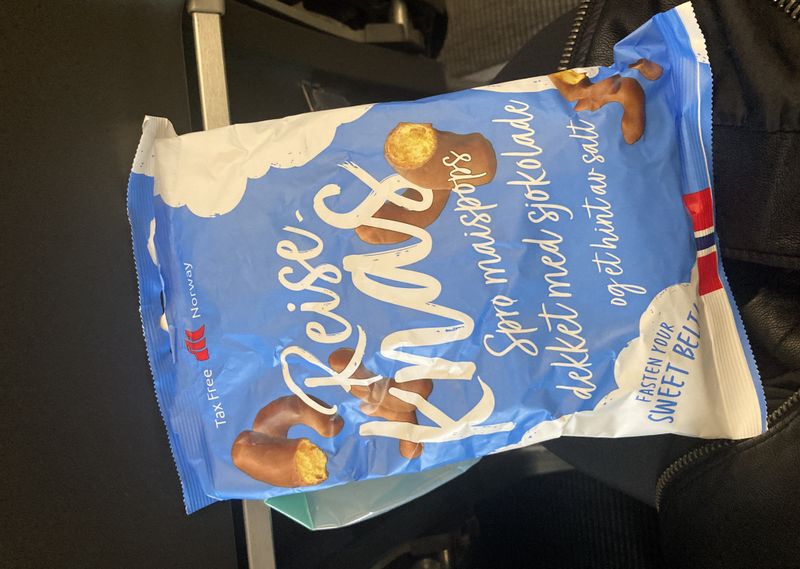 Tax Free Norway
Reise-
knas
Sprø maispops
dekket med sjokolade
og et hint av salt
FASTEN YOUR
SWEET BELT!